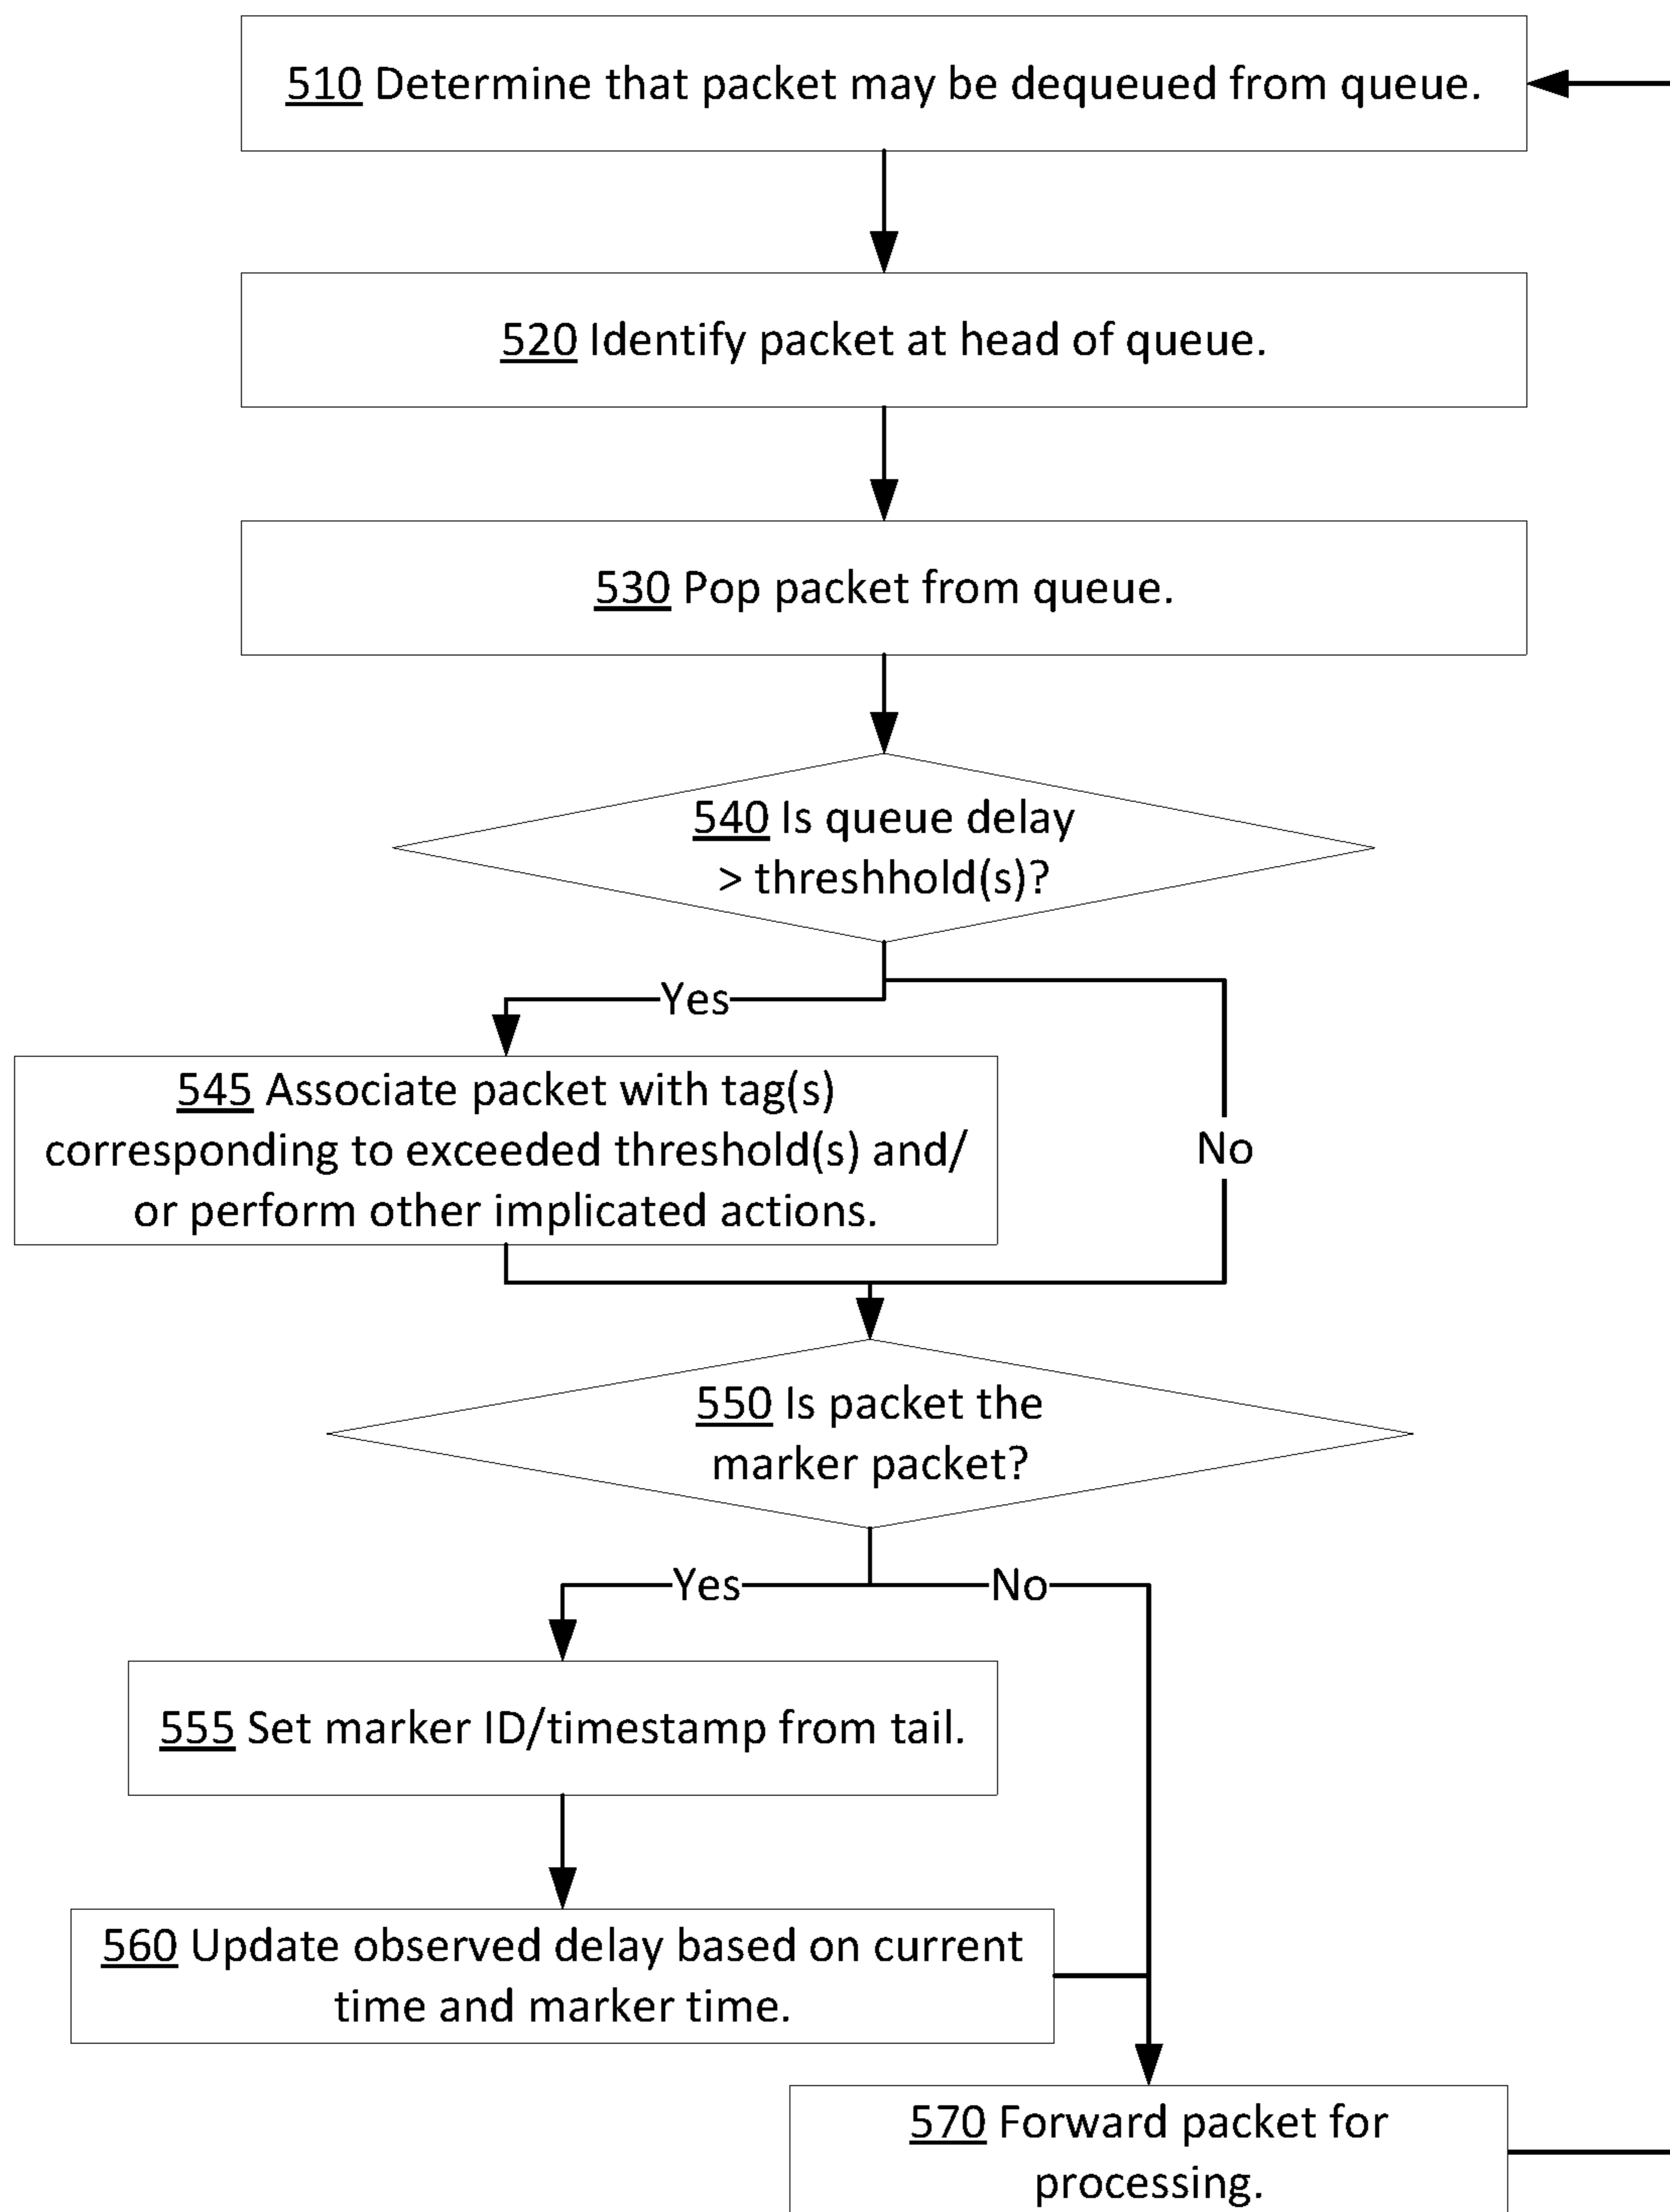 510 Determine that packet may be dequeued from queue.
520 Identify packet at head of queue.
530 Pop packet from queue.
540 Is queue delay
> threshhold(s)?
Yes
545 Associate packet with tag(s)
corresponding to exceeded threshold(s) and/
or perform other implicated actions.
No
550 Is packet the
marker packet?
Yes
No
555 Set marker ID/timestamp from tail.
560 Update observed delay based on current
time and marker time.
570 Forward packet for
processing.